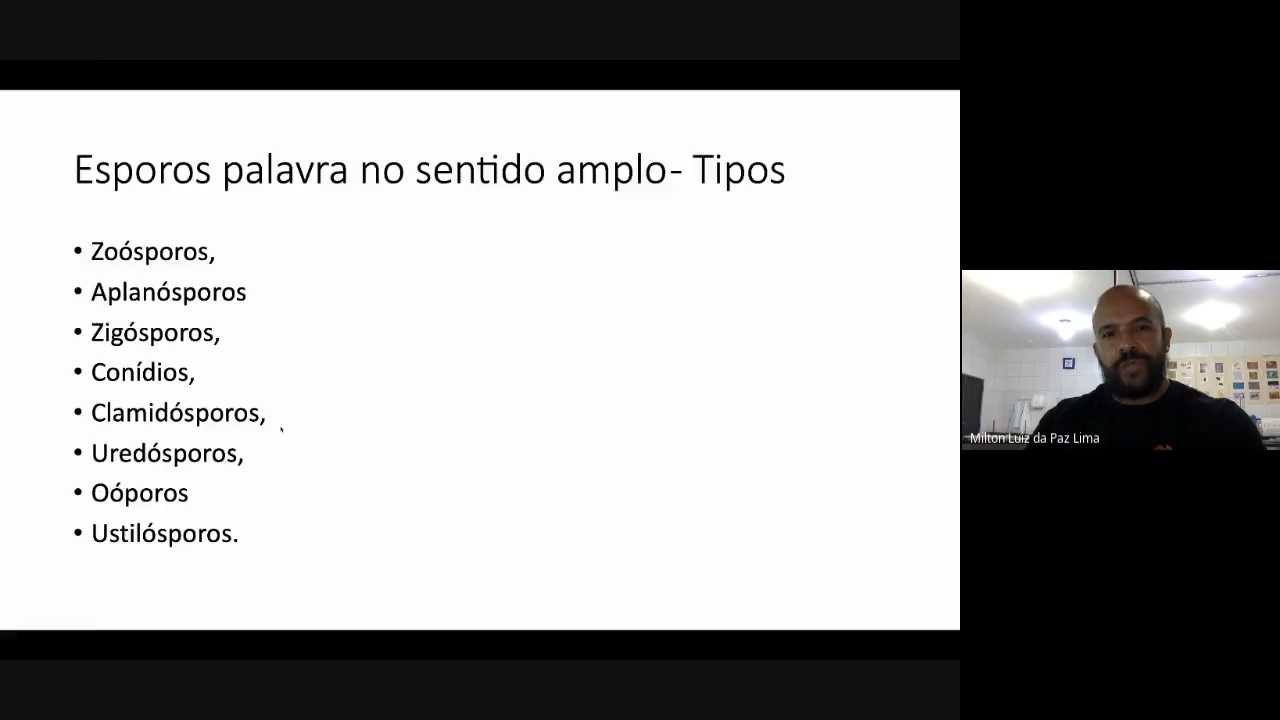 Esporos palavra no sentido amplo- Tipos
• Zoósporos,
• Aplanósporos
• Zigósporos,
• Conídios,
• Clamidósporos,
• Uredósporos,
• Oóporos
• Ustilósporos.
Milton Luiz da Paz Lima